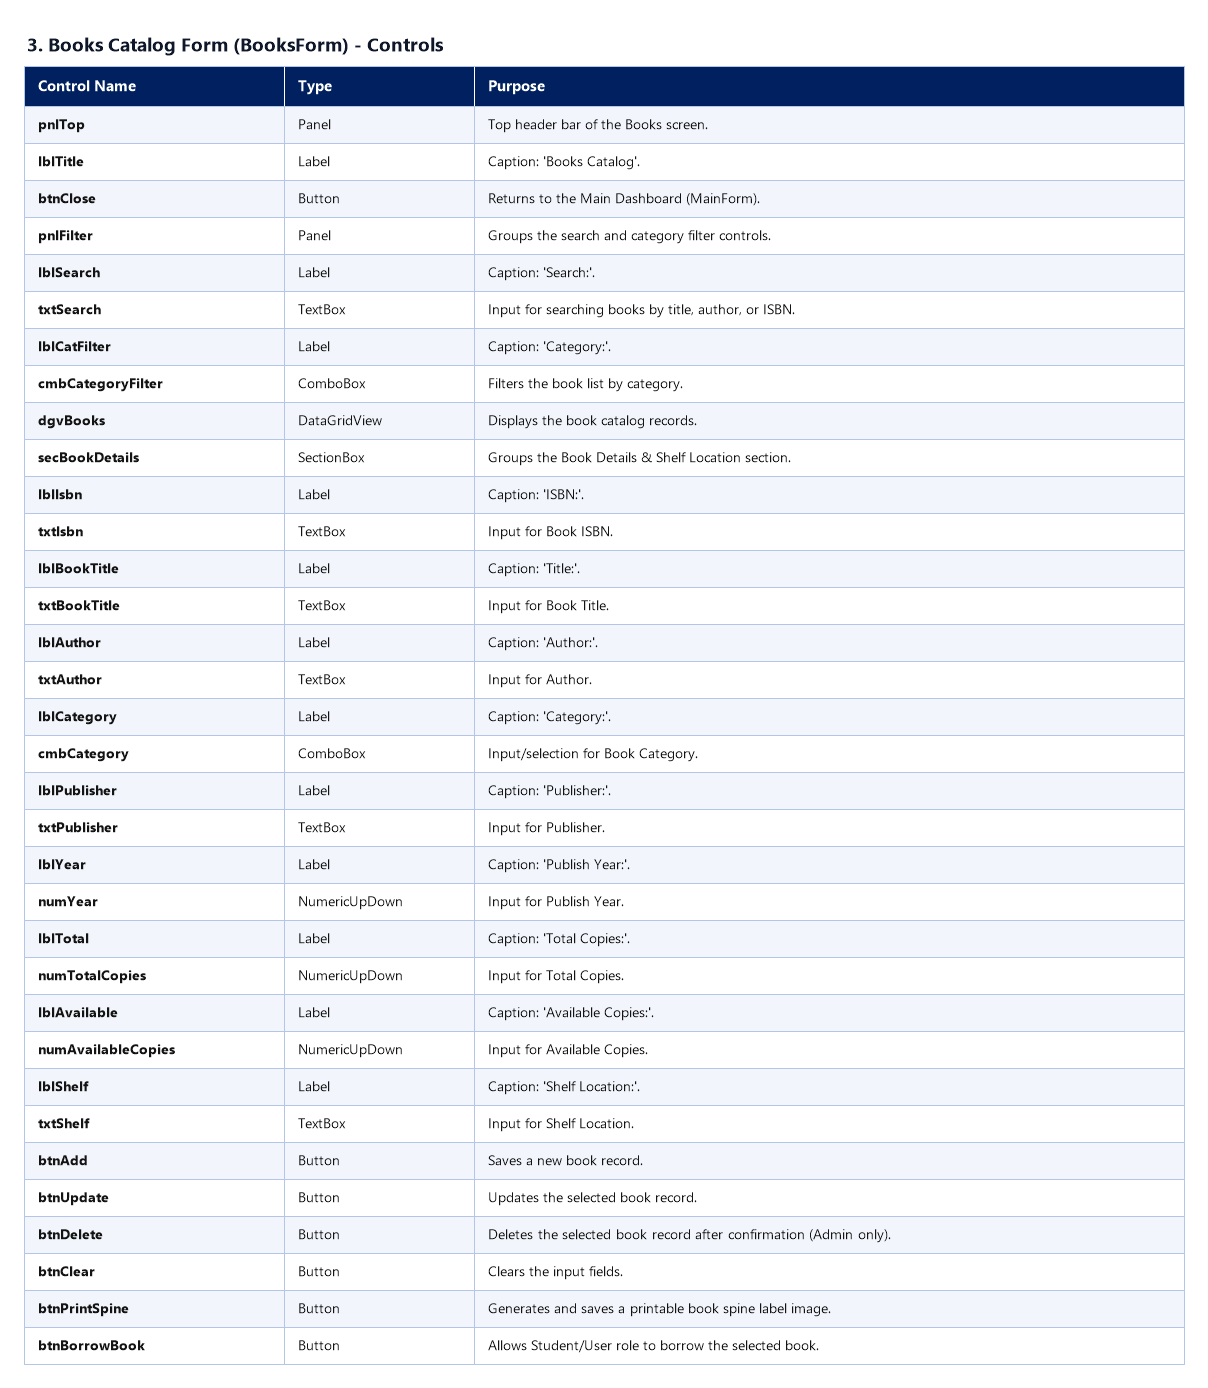 3. Books Catalog Form (BooksForm) - Controls
Control Name Type Purpose
pnlTop Panel Top header bar of the Books screen.
lblTitle Label Caption: 'Books Catalog'.
btnClose Button Returns to the Main Dashboard (MainForm).
pnlFilter Panel Groups the search and category filter controls.
lblSearch Label Caption: 'Search:'.
txtSearch TextBox Input for searching books by title, author, or ISBN.
lblCatFilter Label Caption: 'Category:'.
cmbCategoryFilter ComboBox Filters the book list by category.
dgvBooks DataGridView Displays the book catalog records.
secBookDetails SectionBox Groups the Book Details & Shelf Location section.
lblIsbn Label Caption: 'ISBN:'.
txtIsbn TextBox Input for Book ISBN.
lblBookTitle Label Caption: 'Title:'.
txtBookTitle TextBox Input for Book Title.
lblAuthor Label Caption: 'Author:'.
txtAuthor TextBox Input for Author.
lblCategory Label Caption: 'Category:'.
cmbCategory ComboBox Input/selection for Book Category.
lblPublisher Label Caption: 'Publisher:'.
txtPublisher TextBox Input for Publisher.
lblYear Label Caption: 'Publish Year:'.
numYear NumericUpDown Input for Publish Year.
lblTotal Label Caption: 'Total Copies:'.
numTotalCopies NumericUpDown Input for Total Copies.
lblAvailable Label Caption: 'Available Copies:'.
numAvailableCopies NumericUpDown Input for Available Copies.
lblShelf Label Caption: 'Shelf Location:'.
txtShelf TextBox Input for Shelf Location.
btnAdd Button Saves a new book record.
btnUpdate Button Updates the selected book record.
btnDelete Button Deletes the selected book record after confirmation (Admin only).
btnClear Button Clears the input fields.
btnPrintSpine Button Generates and saves a printable book spine label image.
btnBorrowBook Button Allows Student/User role to borrow the selected book.